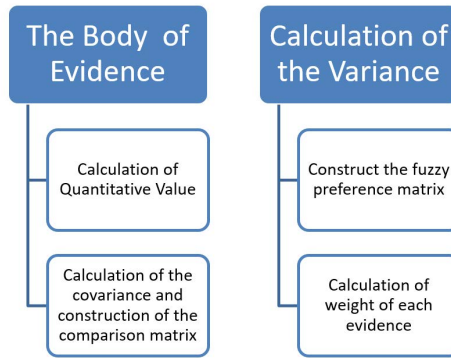 The Body of
Evidence
Calculation of
Quantitative Value
Calculation of the
covariance and
construction of the
comparison matrix
Calculation of
the Variance
Construct the fuzzy
preference matrix
Calculation of
weight of each
evidence